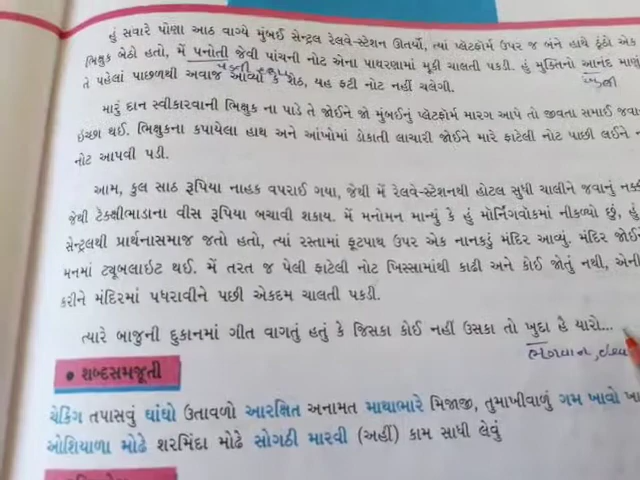 હું સવારે પોણા આઠ વાગ્યે મુંબઈ સેન્ટ્રલ રેલવે-સ્ટેશન ઊતર્યો, ત્યાં પ્લેટફોર્મ ઉપર જ બંને હાથે ઠૂંઠો એક
ભિક્ષુક બેઠો હતો, મેં પનોતી જેવી પાંચની નોટ એના પાથરણામાં મૂકી ચાલતી પકડી. હું મુક્તિનો આનંદ માણું
તે પહેલાં પાછળથી અવાજ આવ્યો કે શેઠ, યહ ફટી નોટ નહીં ચલેગી.
ખુશી
મારું દાન સ્વીકારવાની ભિક્ષુક ના પાડે તે જોઈને જો મુંબઈનું પ્લેટફોર્મ મારગ આપે તો જીવતા સમાઈ જવા
ઇચ્છા થઈ. ભિક્ષુકના કપાયેલા હાથ અને આંખોમાં ડોકાતી લાચારી જોઈને મારે ફાટેલી નોટ પાછી લઈને
નોટ આપવી પડી.
આમ, કુલ સાઠ રૂપિયા નાહક વપરાઈ ગયા, જેથી મેં રેલવે-સ્ટેશનથી હોટલ સુધી ચાલીને જવાનું નક્
જેથી ટેક્ષીભાડાના વીસ રૂપિયા બચાવી શકાય. મેં મનોમન માન્યું કે હું મૉર્નિંગવૉકમાં નીકળ્યો છું, હું
સેન્ટ્રલથી પ્રાર્થનાસમાજ જતો હતો, ત્યાં રસ્તામાં ફૂટપાથ ઉપર એક નાનકડું મંદિર આવ્યું. મંદિર જોઈ
મનમાં ટ્યૂબલાઇટ થઈ. મેં તરત જ પેલી ફાટેલી નોટ ખિસ્સામાંથી કાઢી અને કોઈ જોતું નથી, એની
કરીને મંદિરમાં પધરાવીને પછી એકદમ ચાલતી પકડી.
ત્યારે બાજુની દુકાનમાં ગીત વાગતું હતું કે જિસકા કોઈ નહીં ઉસકા તો ખુદા હૈ યારો...
ભગવાન,
• શબ્દસમજૂતી
ચેકિંગ તપાસવું ઘાંઘો ઉતાવળો આરક્ષિત અનામત માથાભારે મિજાજી, તુમાખીવાળું ગમ ખાવો ખા
ઓશિયાળા મોઢે શરમિંદા મોઢે સોગઠી મારવી (અહીં) કામ સાધી લેવું